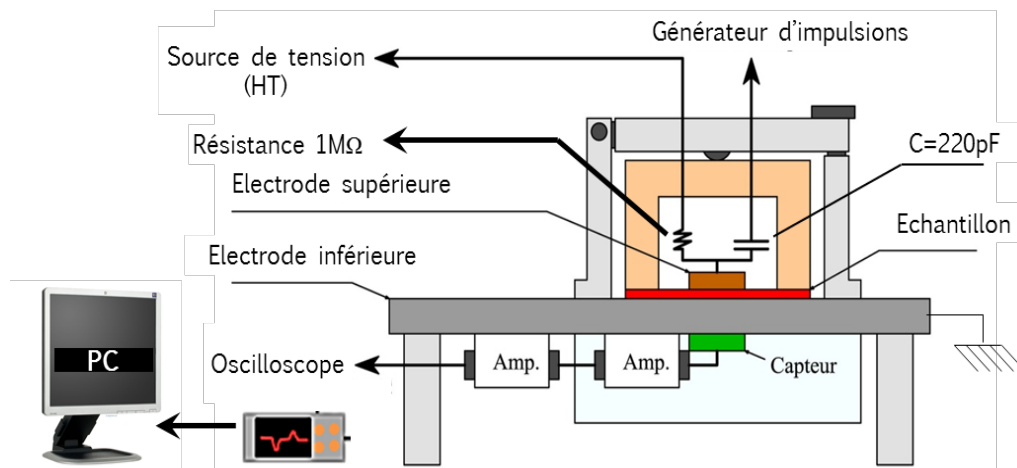 Générateur d'impulsions
Source de tension
(HT)
Résistance 1MΩ
C=220pF
Electrode supérieure
Echantillon
Electrode inférieure
PC
Oscilloscope
Amp.
Amp.
Capteur